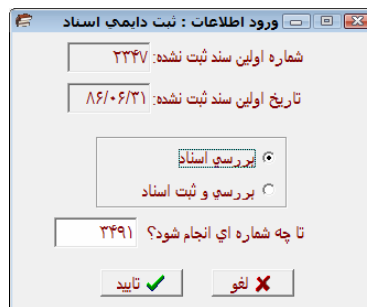 ورود اطلاعات : ثبت دايمي اسناد
شماره اولين سند ثبت نشده: ۲۳۴۷
تاريخ اولين سند ثبت نشده: ۸۶/۰۶/۳۱
بررسي اسناد
بررسي و ثبت اسناد
تا چه شماره اي انجام شود؟ ۳۴۹۱
لغو تاييد